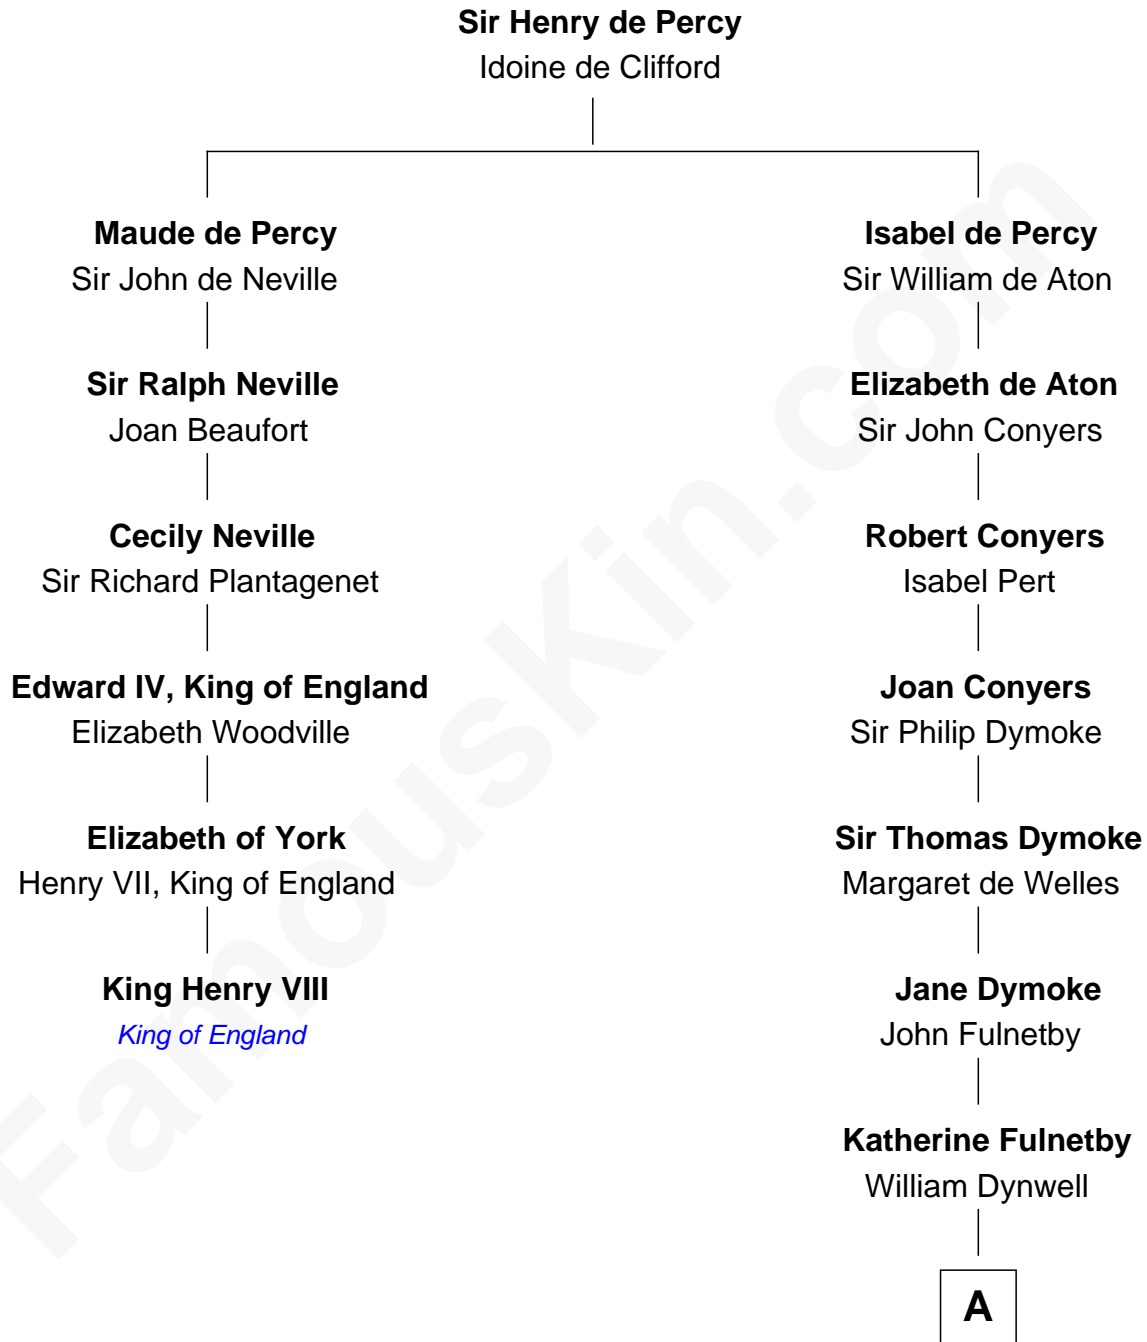 Sir Henry de Percy
Idoine de Clifford
Maude de Percy
Sir John de Neville
Isabel de Percy
Sir William de Aton
Sir Ralph Neville
Joan Beaufort
Elizabeth de Aton
Sir John Conyers
Cecily Neville
Sir Richard Plantagenet
Robert Conyers
Isabel Pert
Edward IV, King of England
Elizabeth Woodville
Joan Conyers
Sir Philip Dymoke
Elizabeth of York
Henry VII, King of England
Sir Thomas Dymoke
Margaret de Welles
King Henry VIII
King of England
Jane Dymoke
John Fulnetby
Katherine Fulnetby
William Dynwell
A
FamousKin.com